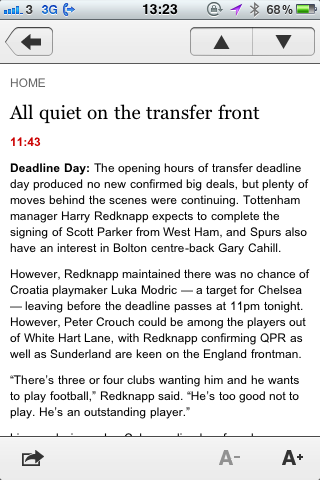 3 3G 13:23 68%
HOME
All quiet on the transfer front
11:43
Deadline Day: The opening hours of transfer deadline
day produced no new confirmed big deals, but plenty of
moves behind the scenes were continuing. Tottenham
manager Harry Redknapp expects to complete the
signing of Scott Parker from West Ham, and Spurs also
have an interest in Bolton centre-back Gary Cahill.
However, Redknapp maintained there was no chance of
Croatia playmaker Luka Modric — a target for Chelsea
— leaving before the deadline passes at 11pm tonight.
However, Peter Crouch could be among the players out
of White Hart Lane, with Redknapp confirming QPR as
well as Sunderland are keen on the England frontman.
“There’s three or four clubs wanting him and he wants
to play football,” Redknapp said. “He’s too good not to
play. He’s an outstanding player.”
A- A+